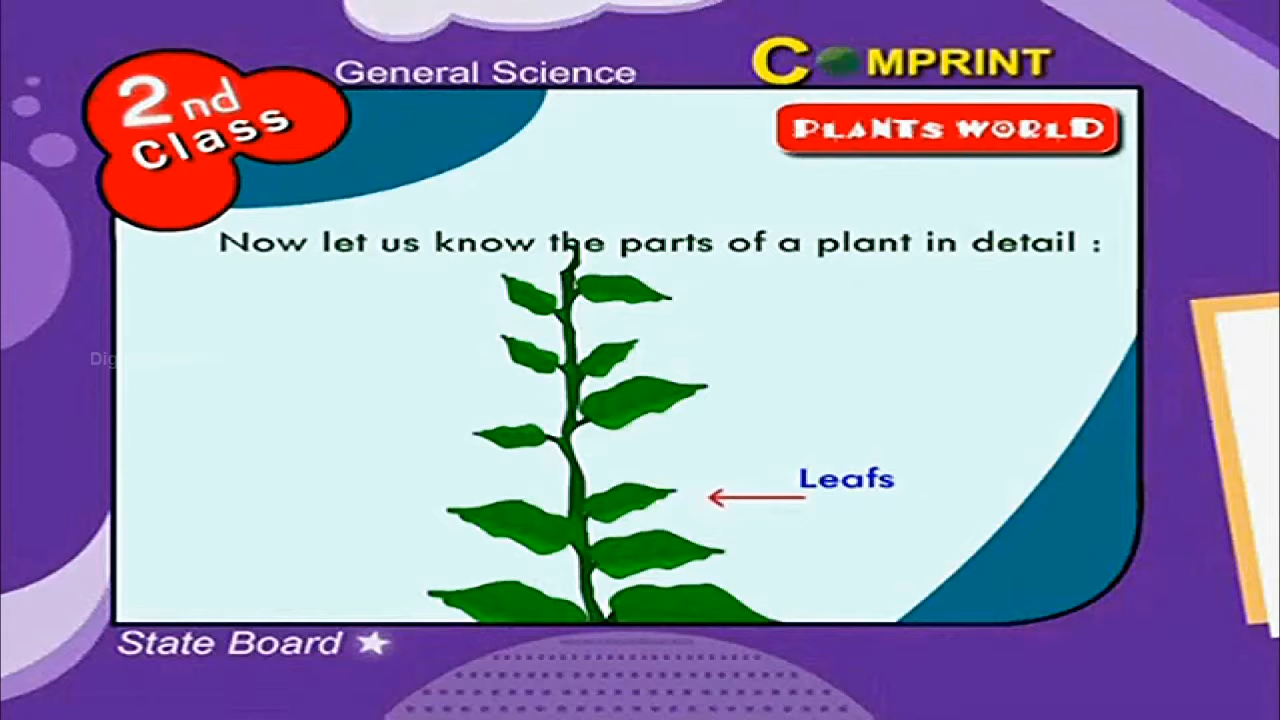 General Science
C MPRINT
2nd
Class
PLANTS WORLD
Now let us know the parts of a plant in detail :
Leafs
State Board